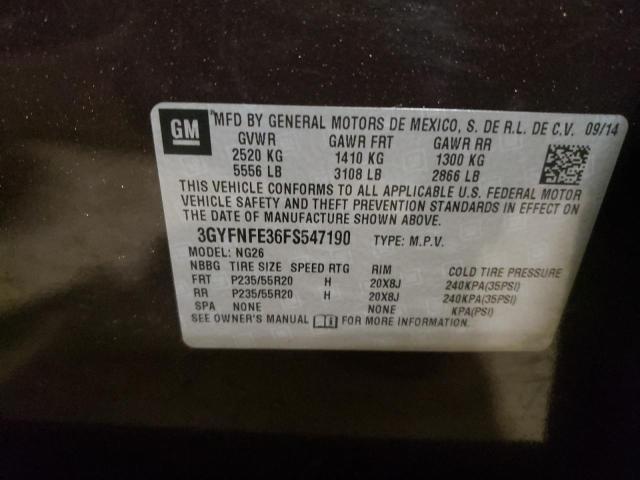 GM MFD BY GENERAL MOTORS DE MEXICO, S. DE R.L. DE C.V. 09/14
GVWR GAWR FRT GAWR RR
2520 KG 1410 KG 1300 KG
5556 LB 3108 LB 2866 LB
THIS VEHICLE CONFORMS TO ALL APPLICABLE U.S. FEDERAL MOTOR
VEHICLE SAFETY AND THEFT PREVENTION STANDARDS IN EFFECT ON
THE DATE OF MANUFACTURE SHOWN ABOVE.
3GYFNFE36FS547190 TYPE: M.P.V.
MODEL: NG26
NBBG TIRE SIZE SPEED RTG RIM COLD TIRE PRESSURE
FRT P235/55R20 H 20X8J 240KPA(35PSI)
RR P235/55R20 H 20X8J 240KPA(35PSI)
SPA NONE NONE KPA(PSI)
SEE OWNER'S MANUAL FOR MORE INFORMATION.